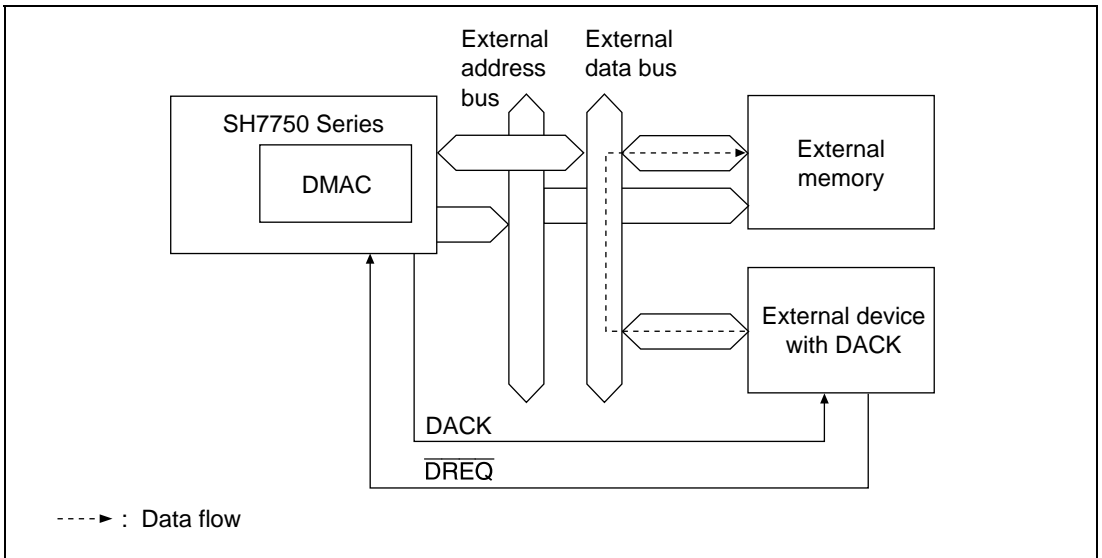 External
address
bus
External
data bus
SH7750 Series
DMAC
External
memory
External device
with DACK
DACK
DREQ
: Data flow